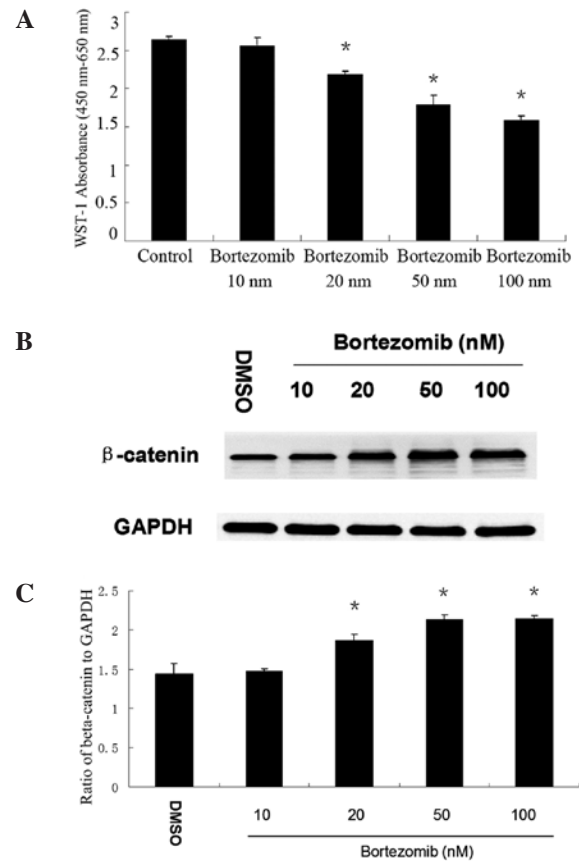 A
WST-1 Absorbance (450 nm-650 nm)
3
2.5
2
1.5
1
0.5
0
*
*
*
Control Bortezomib Bortezomib Bortezomib Bortezomib
10 nm 20 nm 50 nm 100 nm
B
DMSO
Bortezomib (nM)
10 20 50 100
β-catenin
GAPDH
C
Ratio of beta-catenin to GAPDH
2.5
2
1.5
1
0.5
0
*
*
*
DMSO
10 20 50 100
Bortezomib (nM)